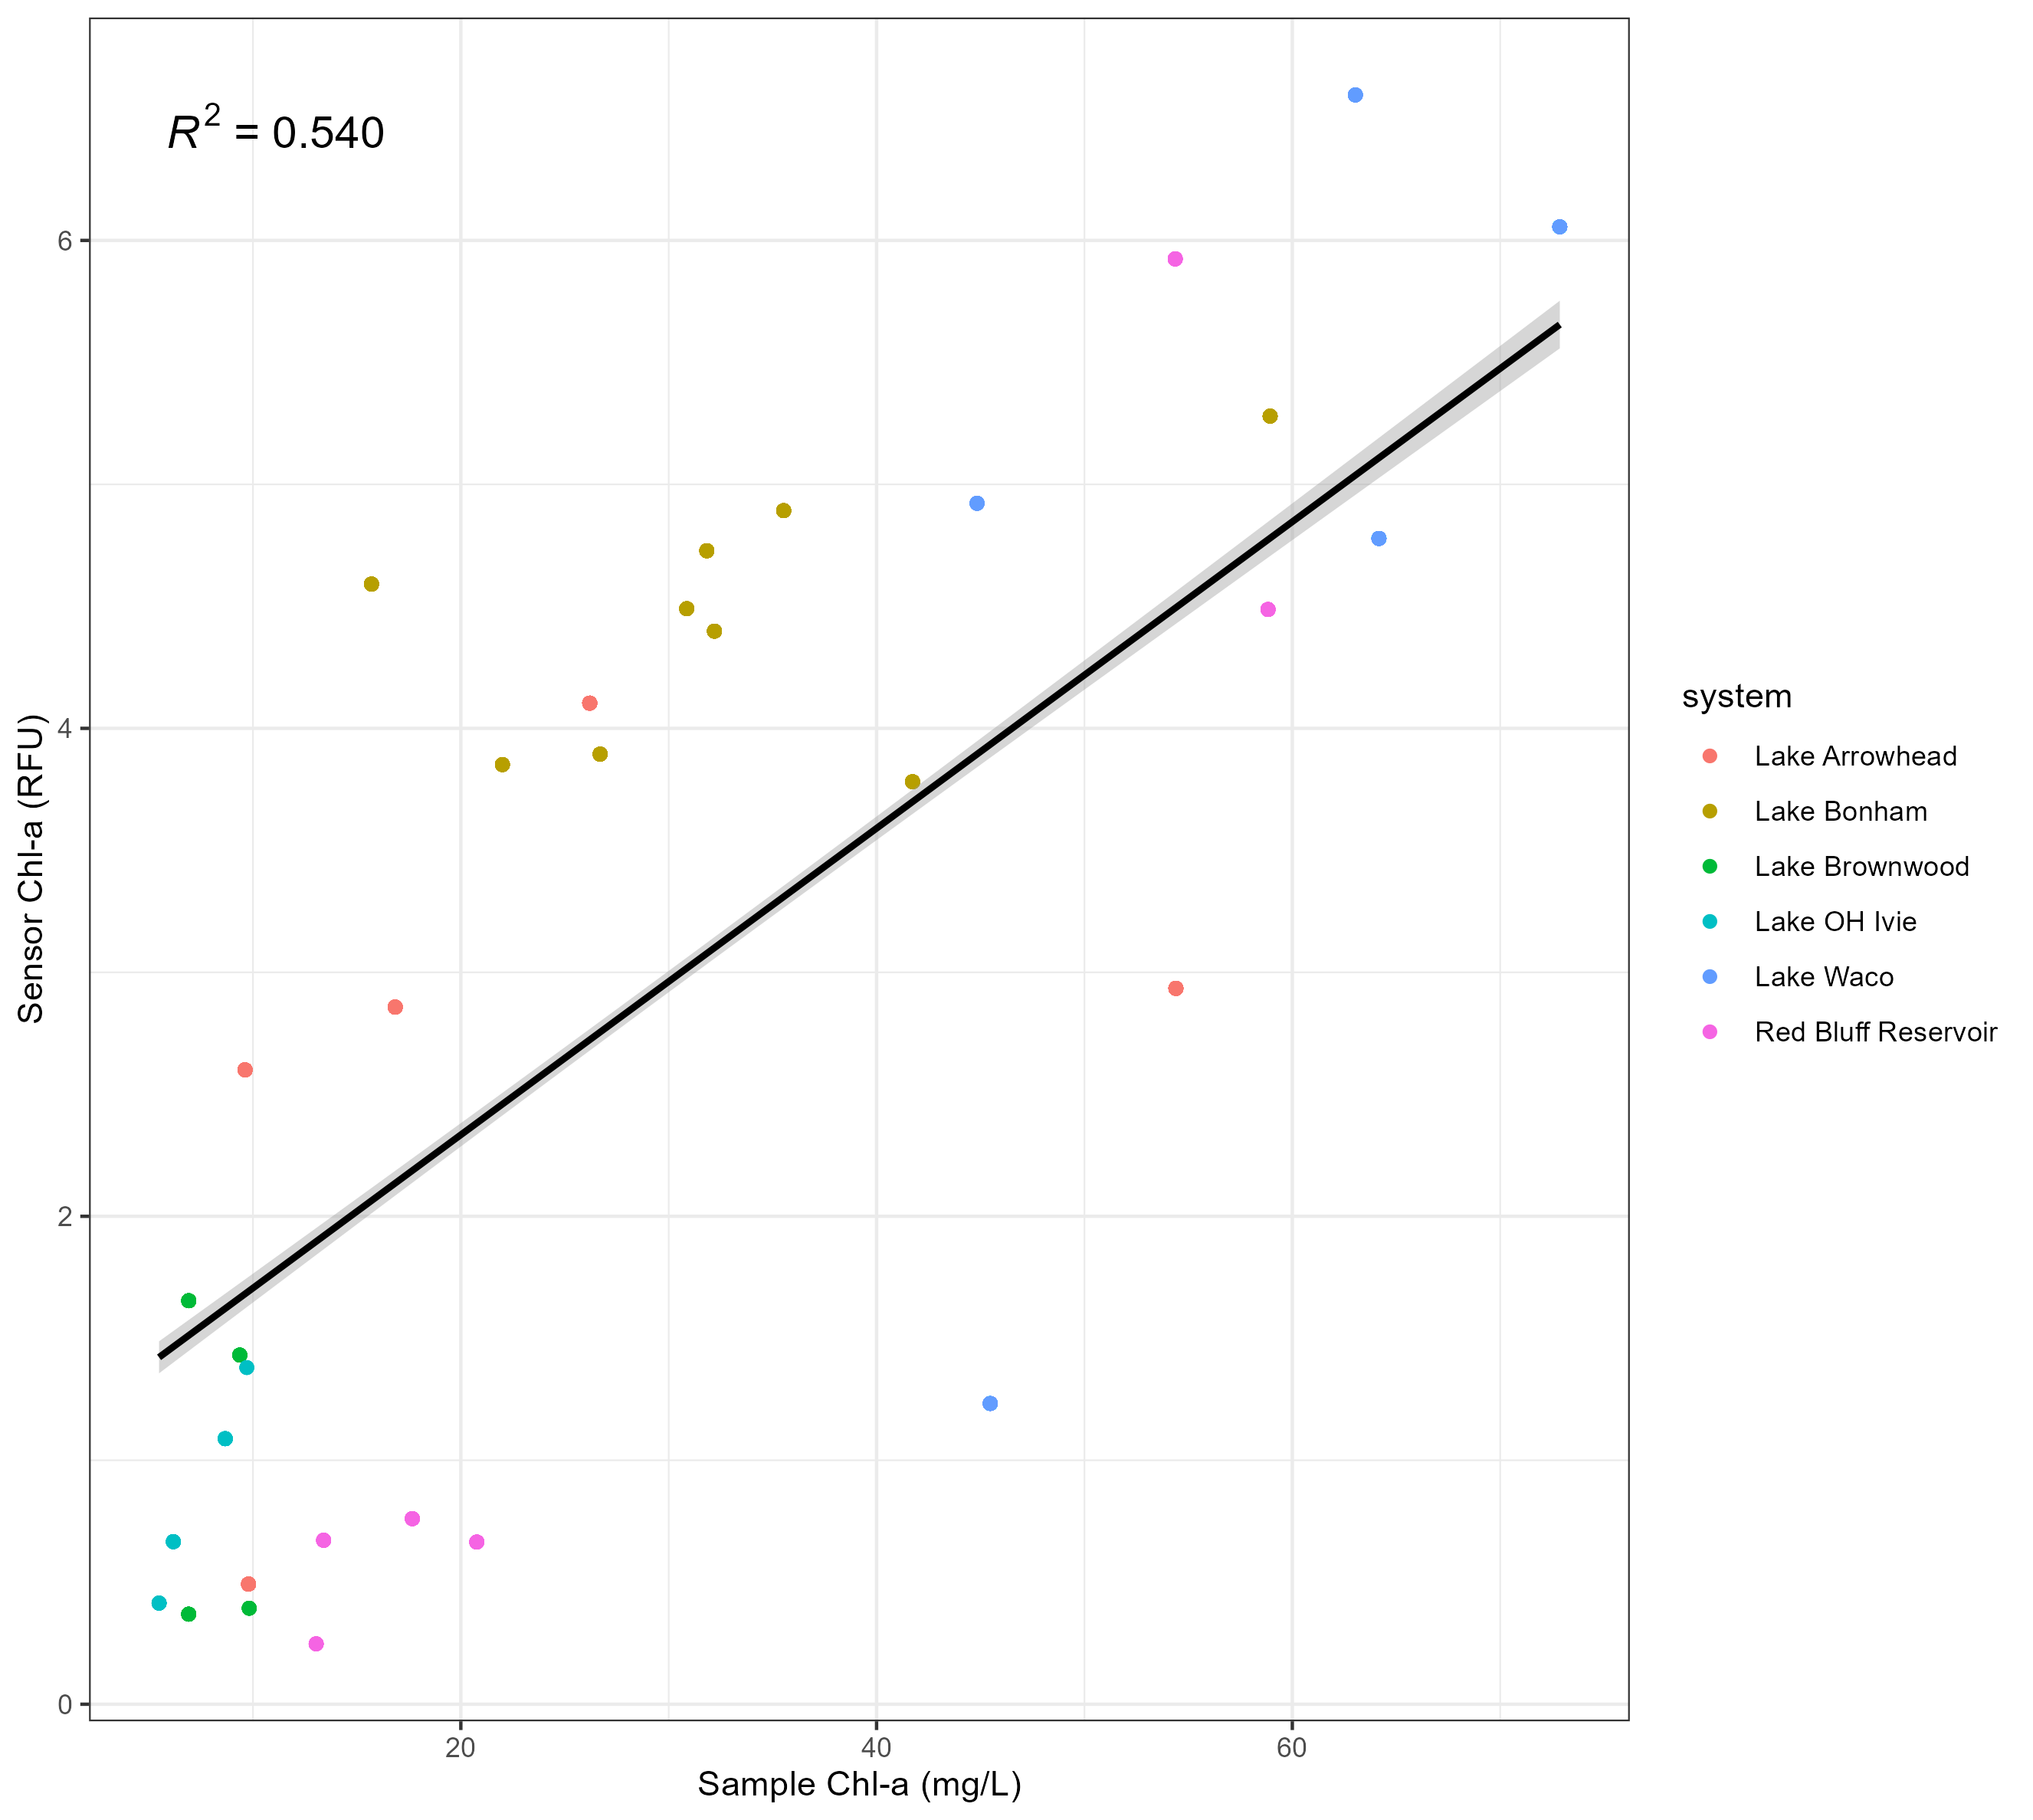 R² = 0.540
6
4
2
0
20 40 60
Sample Chl-a (mg/L)
Sensor Chl-a (RFU)
system
Lake Arrowhead
Lake Bonham
Lake Brownwood
Lake OH Ivie
Lake Waco
Red Bluff Reservoir